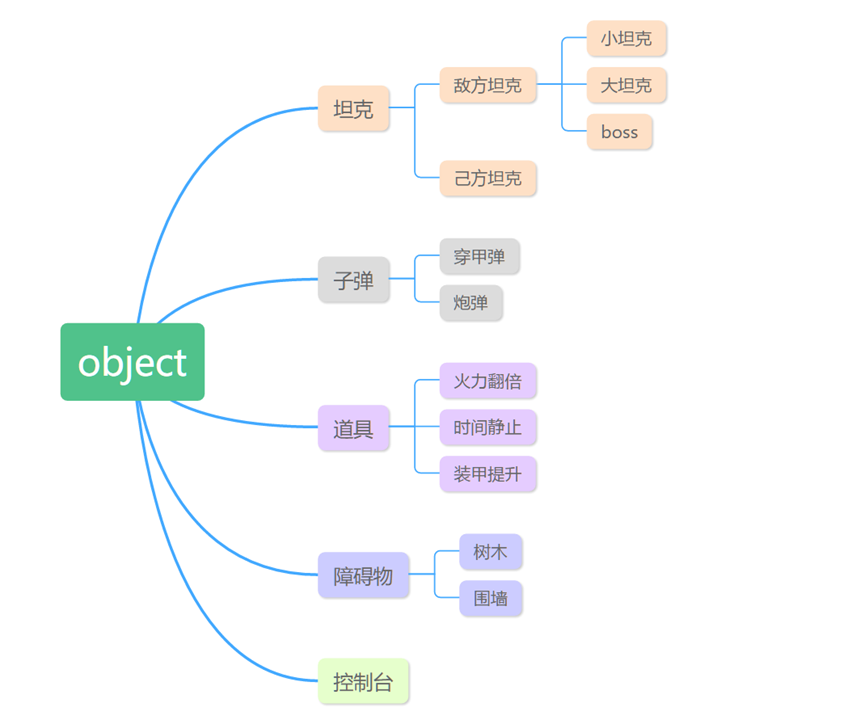 object
坦克
敌方坦克
小坦克
大坦克
boss
己方坦克
子弹
穿甲弹
炮弹
道具
火力翻倍
时间静止
装甲提升
障碍物
树木
围墙
控制台